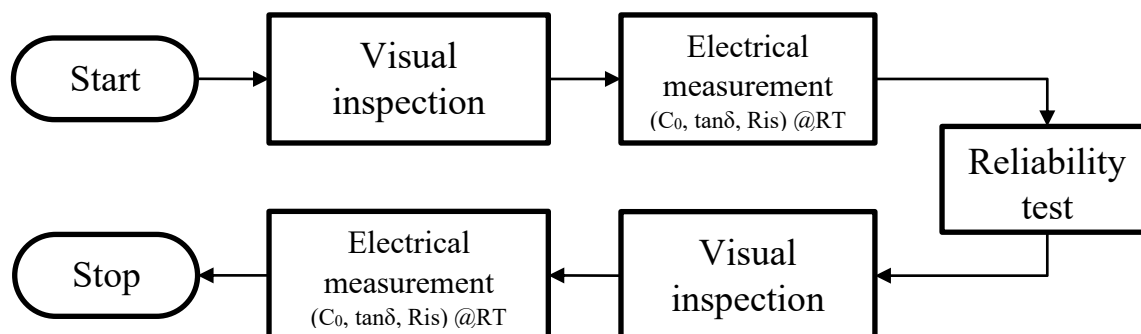 Start
Visual
inspection
Electrical
measurement
(C₀, tanδ, Ris) @RT
Reliability
test
Visual
inspection
Electrical
measurement
(C₀, tanδ, Ris) @RT
Stop